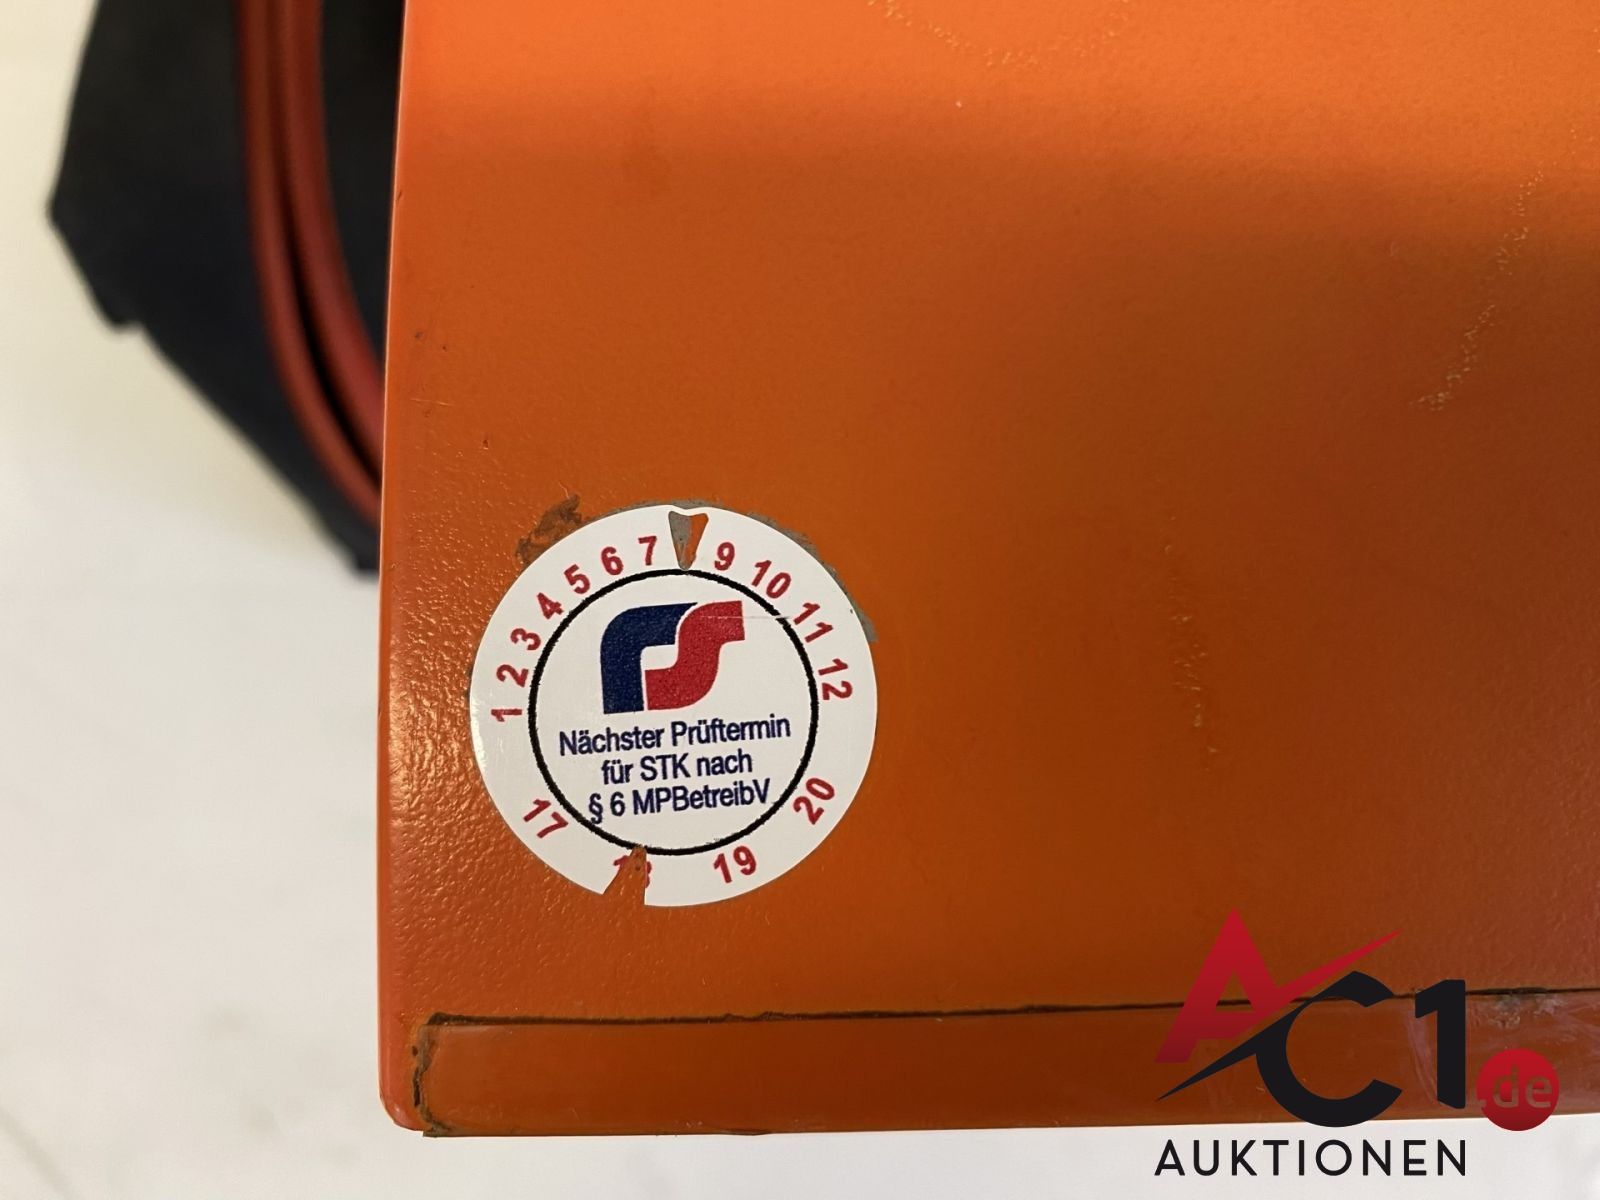 1 2 3 4 5 6 7 9 10 11 12
FS
Nächster Prüftermin
für STK nach
§ 6 MPBetreibV
17 19 20
AC1.de
AUKTIONEN